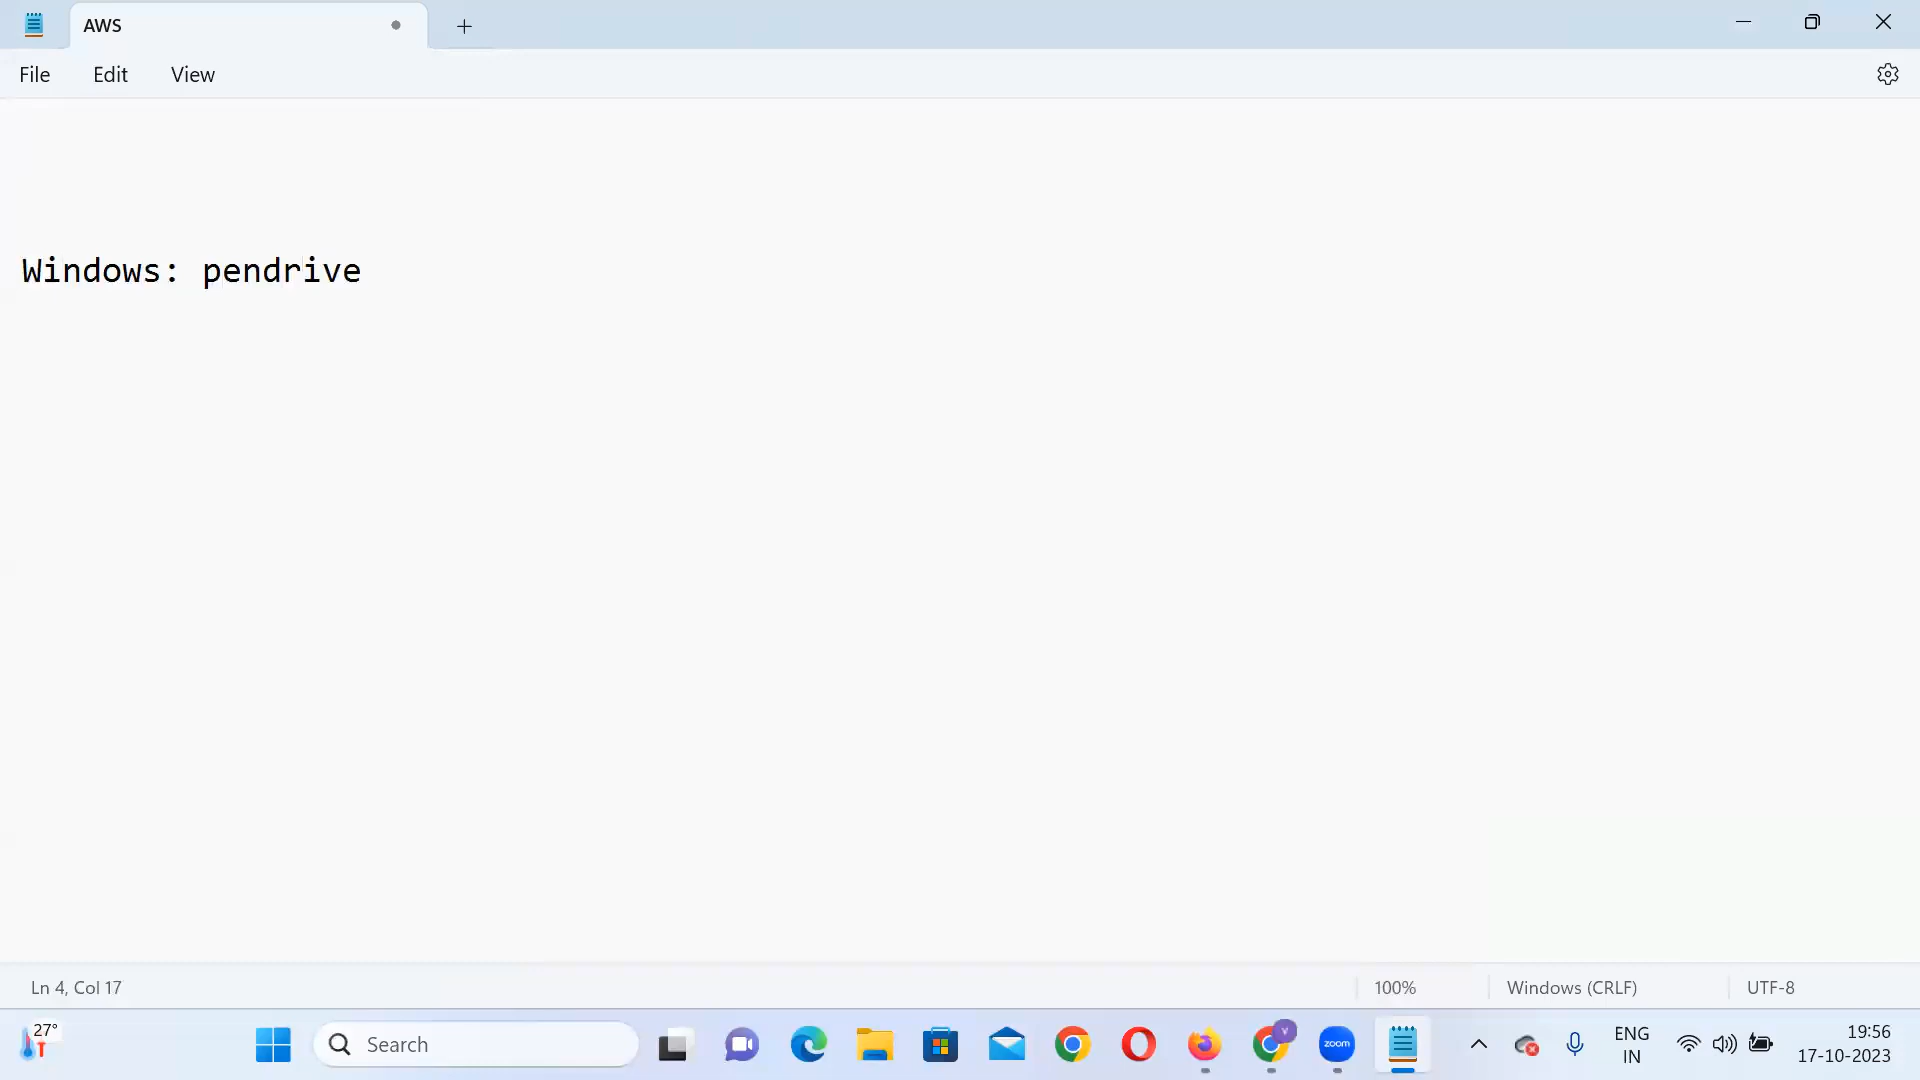 AWS
File Edit View
Windows: pendrive
Ln 4, Col 17 100% Windows (CRLF) UTF-8
27°
Search
V
zoom
ENG
IN
19:56
17-10-2023